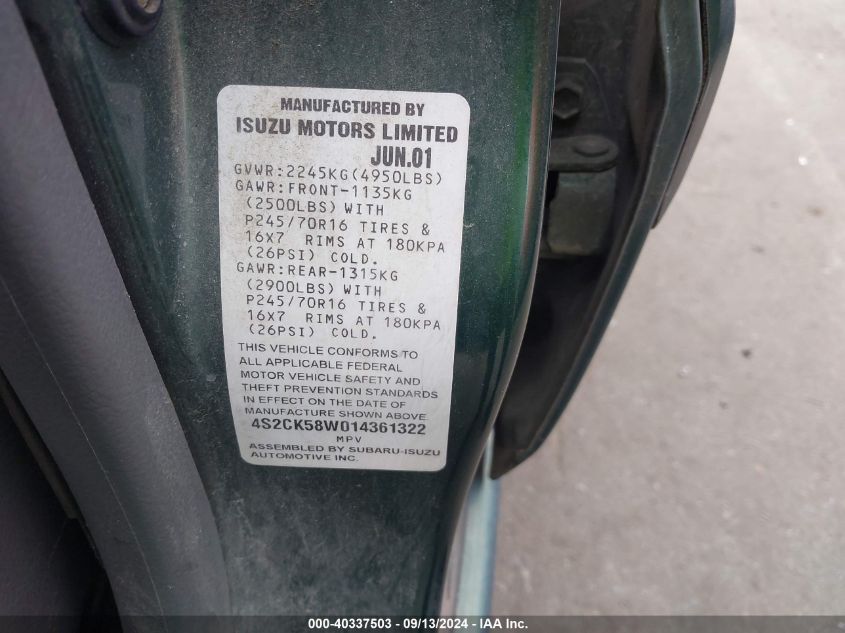 MANUFACTURED BY
ISUZU MOTORS LIMITED
JUN.01
GVWR:2245KG(4950LBS)
GAWR:FRONT-1135KG
(2500LBS) WITH
P245/70R16 TIRES &
16X7 RIMS AT 180KPA
(26PSI) COLD.
GAWR:REAR-1315KG
(2900LBS) WITH
P245/70R16 TIRES &
16X7 RIMS AT 180KPA
(26PSI) COLD.
THIS VEHICLE CONFORMS TO
ALL APPLICABLE FEDERAL
MOTOR VEHICLE SAFETY AND
THEFT PREVENTION STANDARDS
IN EFFECT ON THE DATE OF
MANUFACTURE SHOWN ABOVE.
4S2CK58W014361322
MPV
ASSEMBLED BY SUBARU-ISUZU
AUTOMOTIVE INC.
000-40337503 - 09/13/2024 - IAA Inc.